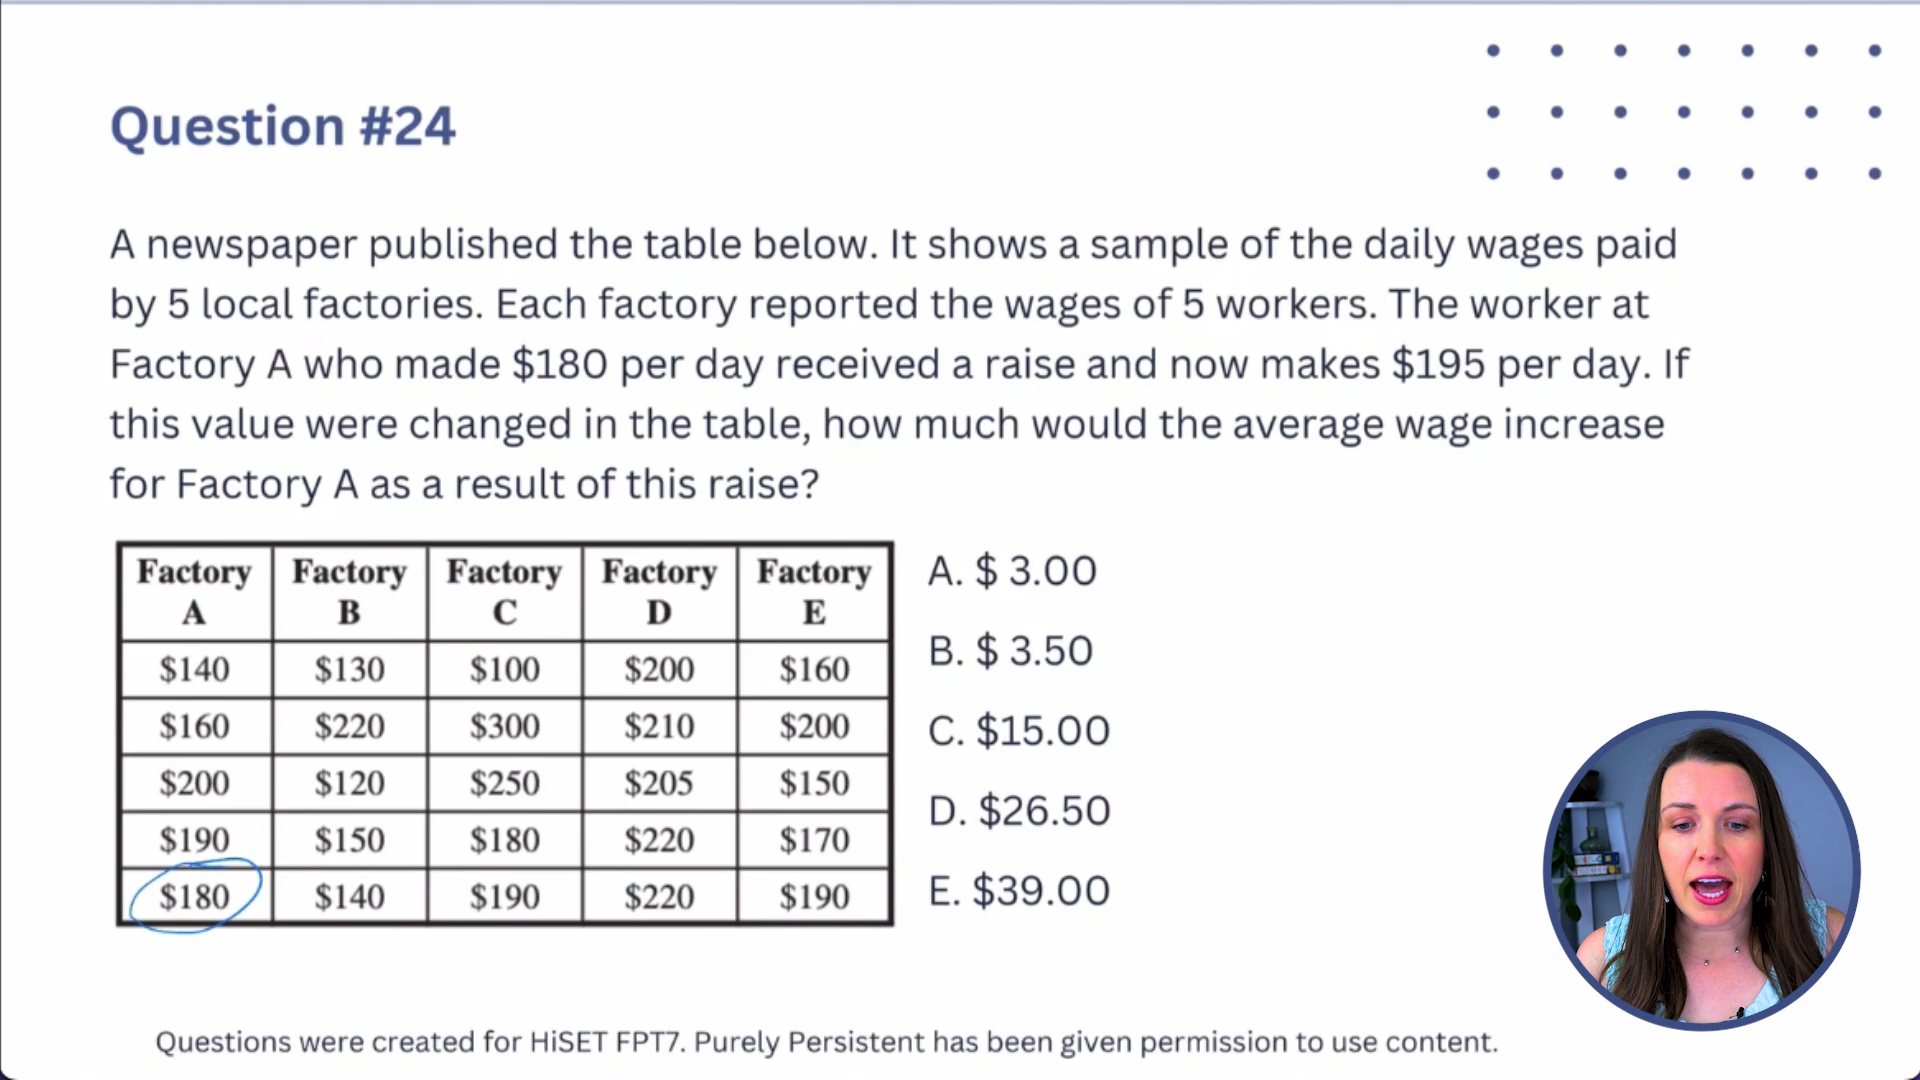 Question #24
A newspaper published the table below. It shows a sample of the daily wages paid
by 5 local factories. Each factory reported the wages of 5 workers. The worker at
Factory A who made $180 per day received a raise and now makes $195 per day. If
this value were changed in the table, how much would the average wage increase
for Factory A as a result of this raise?
Factory A Factory B Factory C Factory D Factory E
$140 $130 $100 $200 $160
$160 $220 $300 $210 $200
$200 $120 $250 $205 $150
$190 $150 $180 $220 $170
$180 $140 $190 $220 $190
A. $ 3.00
B. $ 3.50
C. $15.00
D. $26.50
E. $39.00
Questions were created for HiSET FPT7. Purely Persistent has been given permission to use content.